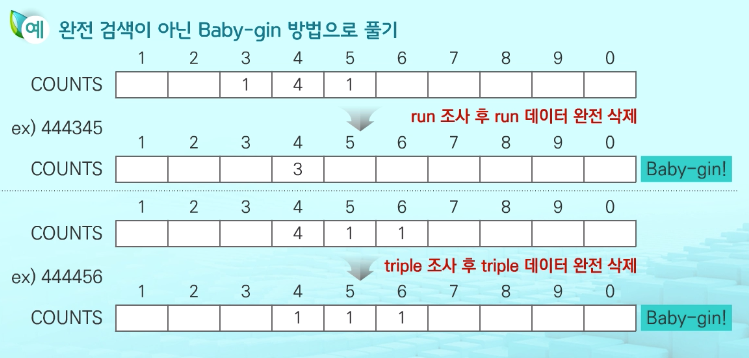 예 완전 검색이 아닌 Baby-gin 방법으로 풀기
1 2 3 4 5 6 7 8 9 0
COUNTS 1 4 1
run 조사 후 run 데이터 완전 삭제
ex) 444345
1 2 3 4 5 6 7 8 9 0
COUNTS 3 Baby-gin!
1 2 3 4 5 6 7 8 9 0
COUNTS 4 1 1
triple 조사 후 triple 데이터 완전 삭제
ex) 444456
1 2 3 4 5 6 7 8 9 0
COUNTS 1 1 1 Baby-gin!